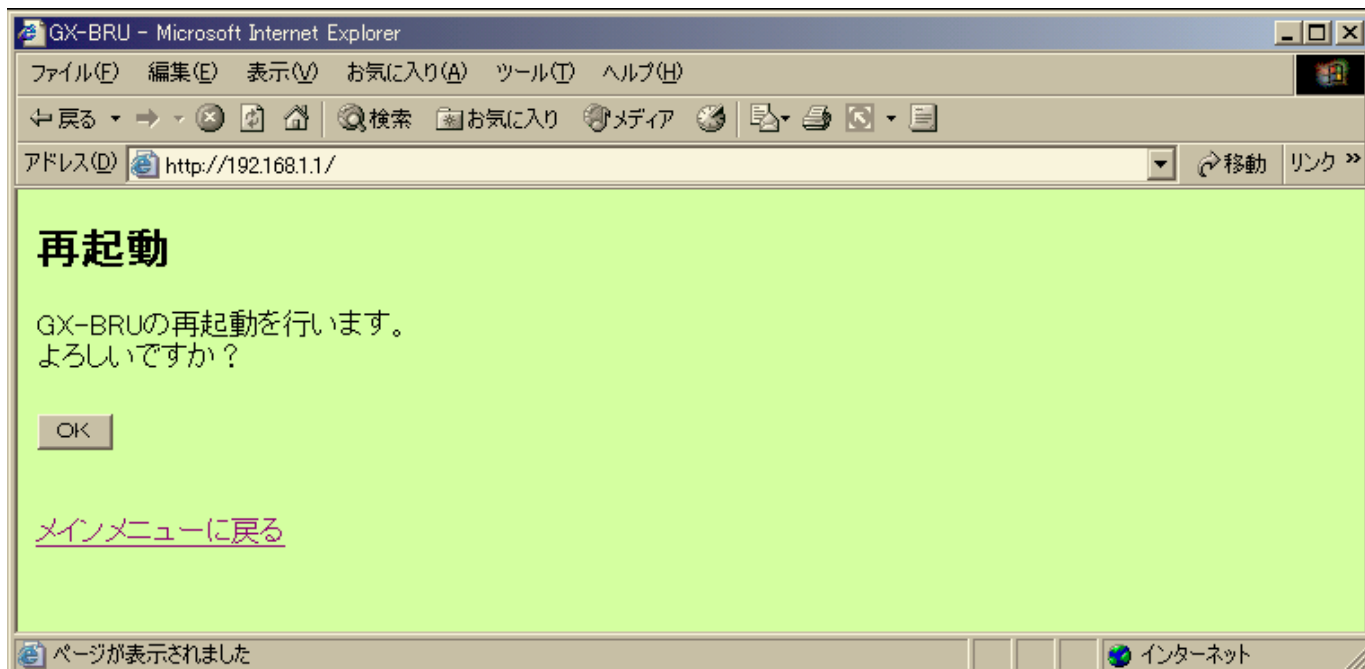 GX-BRU - Microsoft Internet Explorer
ファイル(F) 編集(E) 表示(V) お気に入り(A) ツール(T) ヘルプ(H)
戻る 検索 お気に入り メディア
アドレス(D) http://192.168.1.1/ 移動 リンク »
再起動
GX-BRUの再起動を行います。
よろしいですか？
OK
メインメニューに戻る
ページが表示されました インターネット